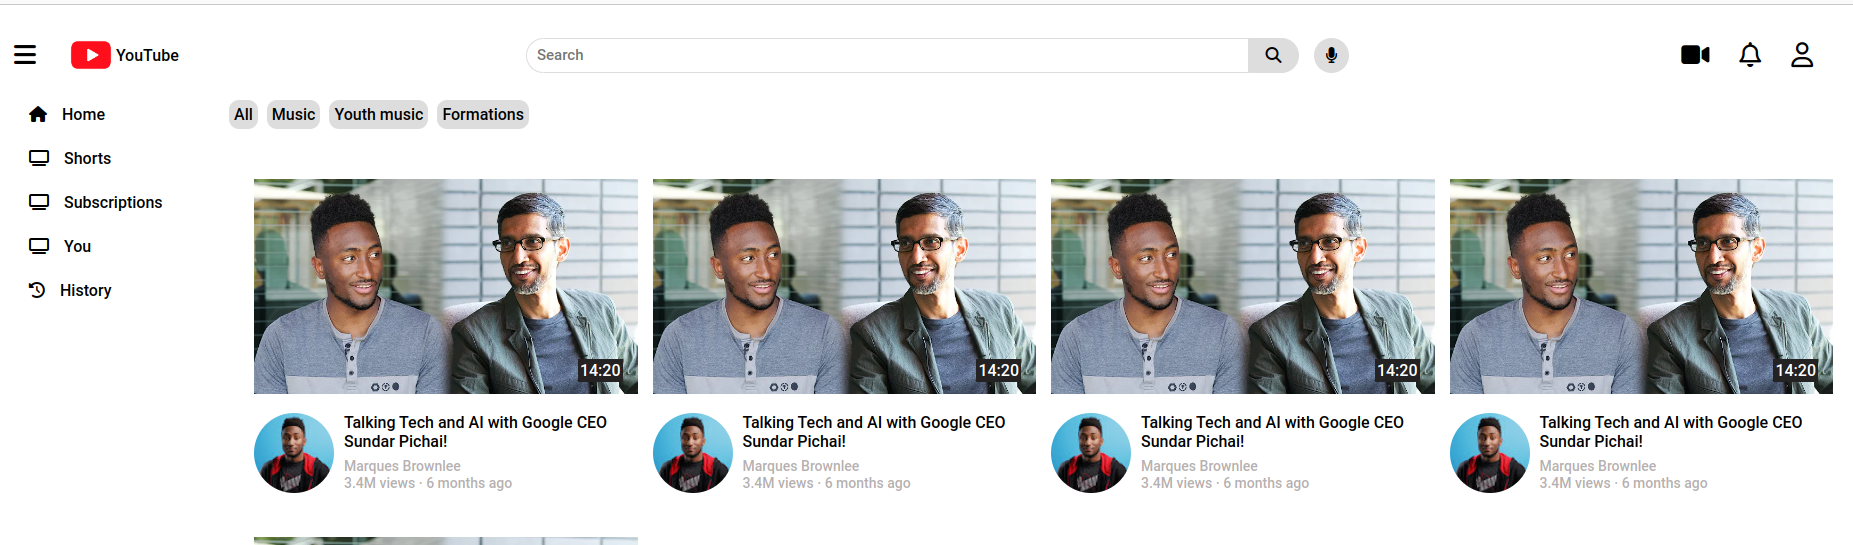 YouTube
Search
Home
Shorts
Subscriptions
You
History
All Music Youth music Formations
14:20
14:20
14:20
14:20
Talking Tech and AI with Google CEO
Sundar Pichai!
Marques Brownlee
3.4M views · 6 months ago
Talking Tech and AI with Google CEO
Sundar Pichai!
Marques Brownlee
3.4M views · 6 months ago
Talking Tech and AI with Google CEO
Sundar Pichai!
Marques Brownlee
3.4M views · 6 months ago
Talking Tech and AI with Google CEO
Sundar Pichai!
Marques Brownlee
3.4M views · 6 months ago